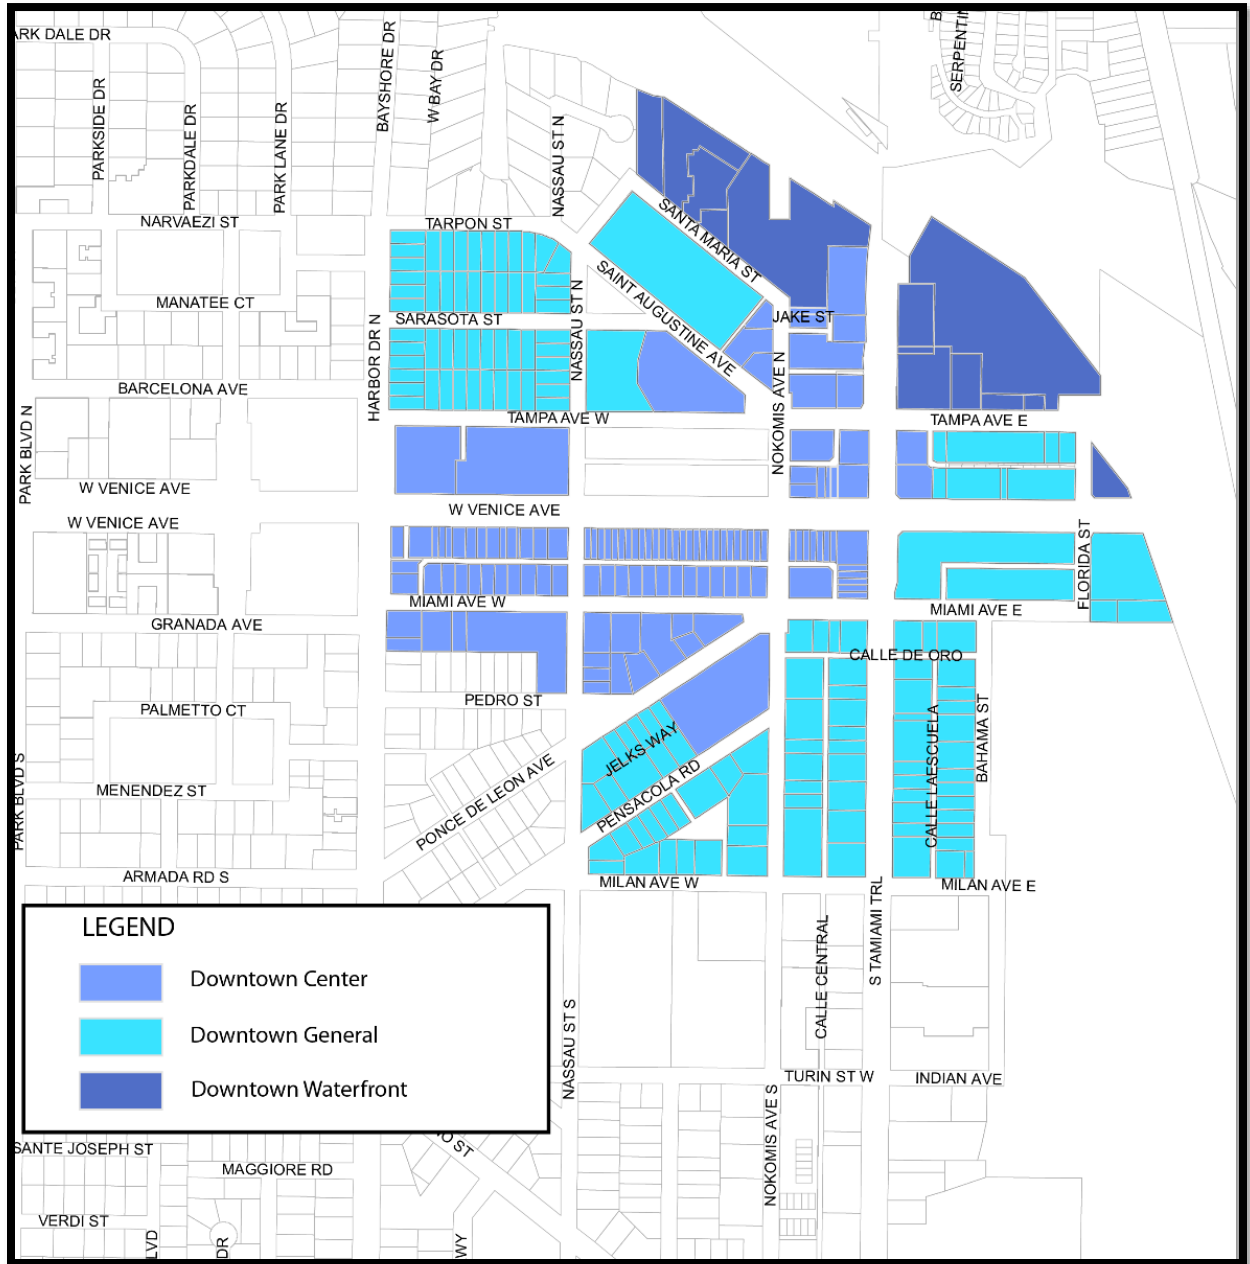 ARK DALE DR
PARKSIDE DR
PARKDALE DR
PARK LANE DR
BAYSHORE DR
W BAY DR
NASSAU ST N
SERPENTIN
B
NARVAEZI ST
TARPON ST
SANTA MARIA ST
SAINT AUGUSTINE AVE
MANATEE CT
SARASOTA ST
NASSAU ST N
JAKE ST
HARBOR DR N
BARCELONA AVE
TAMPA AVE W
NOKOMIS AVE N
TAMPA AVE E
PARK BLVD N
W VENICE AVE
W VENICE AVE
W VENICE AVE
FLORIDA ST
MIAMI AVE W
MIAMI AVE E
GRANADA AVE
CALLE DE ORO
PEDRO ST
PALMETTO CT
JELKS WAY
CALLE LAESCUELA
BAHAMA ST
PARK BLVD S
MENENDEZ ST
PONCE DE LEON AVE
PENSACOLA RD
ARMADA RD S
MILAN AVE W
MILAN AVE E
S TAMIAMI TRL
CALLE CENTRAL
LEGEND
Downtown Center
Downtown General
Downtown Waterfront
NASSAU ST S
TURIN ST W
INDIAN AVE
NOKOMIS AVE S
SANTE JOSEPH ST
O ST
MAGGIORE RD
VERDI ST
LVD
DR
WY